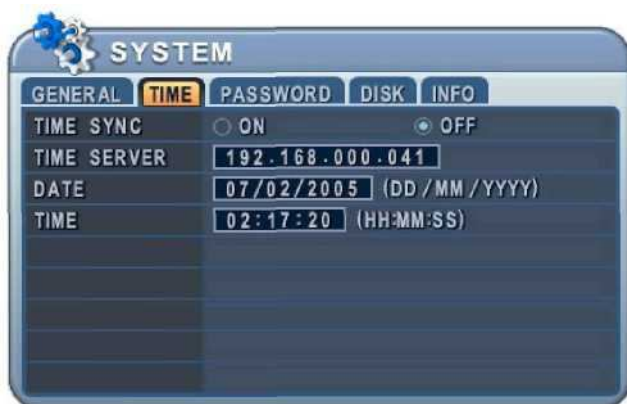 SYSTEM
GENERAL TIME PASSWORD DISK INFO
TIME SYNC ON OFF
TIME SERVER 192.168.000.041
DATE 07/02/2005 (DD/MM/YYYY)
TIME 02:17:20 (HH:MM:SS)